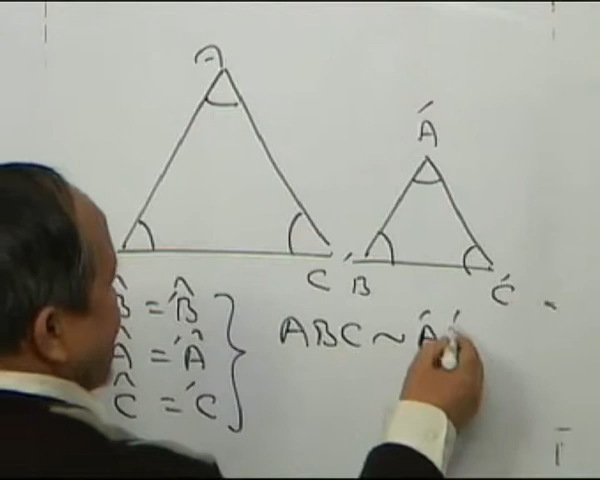 A
Á
C
´B
Ć
B̂ = ´B̂
Â = ´Â
Ĉ = ´C
ABC ~ Á ´